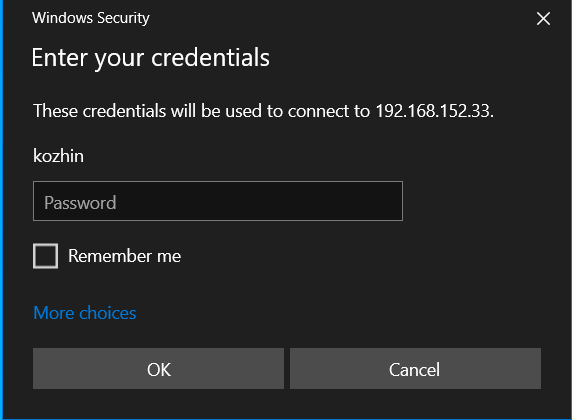 Windows Security
Enter your credentials
These credentials will be used to connect to 192.168.152.33.
kozhin
Password
Remember me
More choices
OK
Cancel